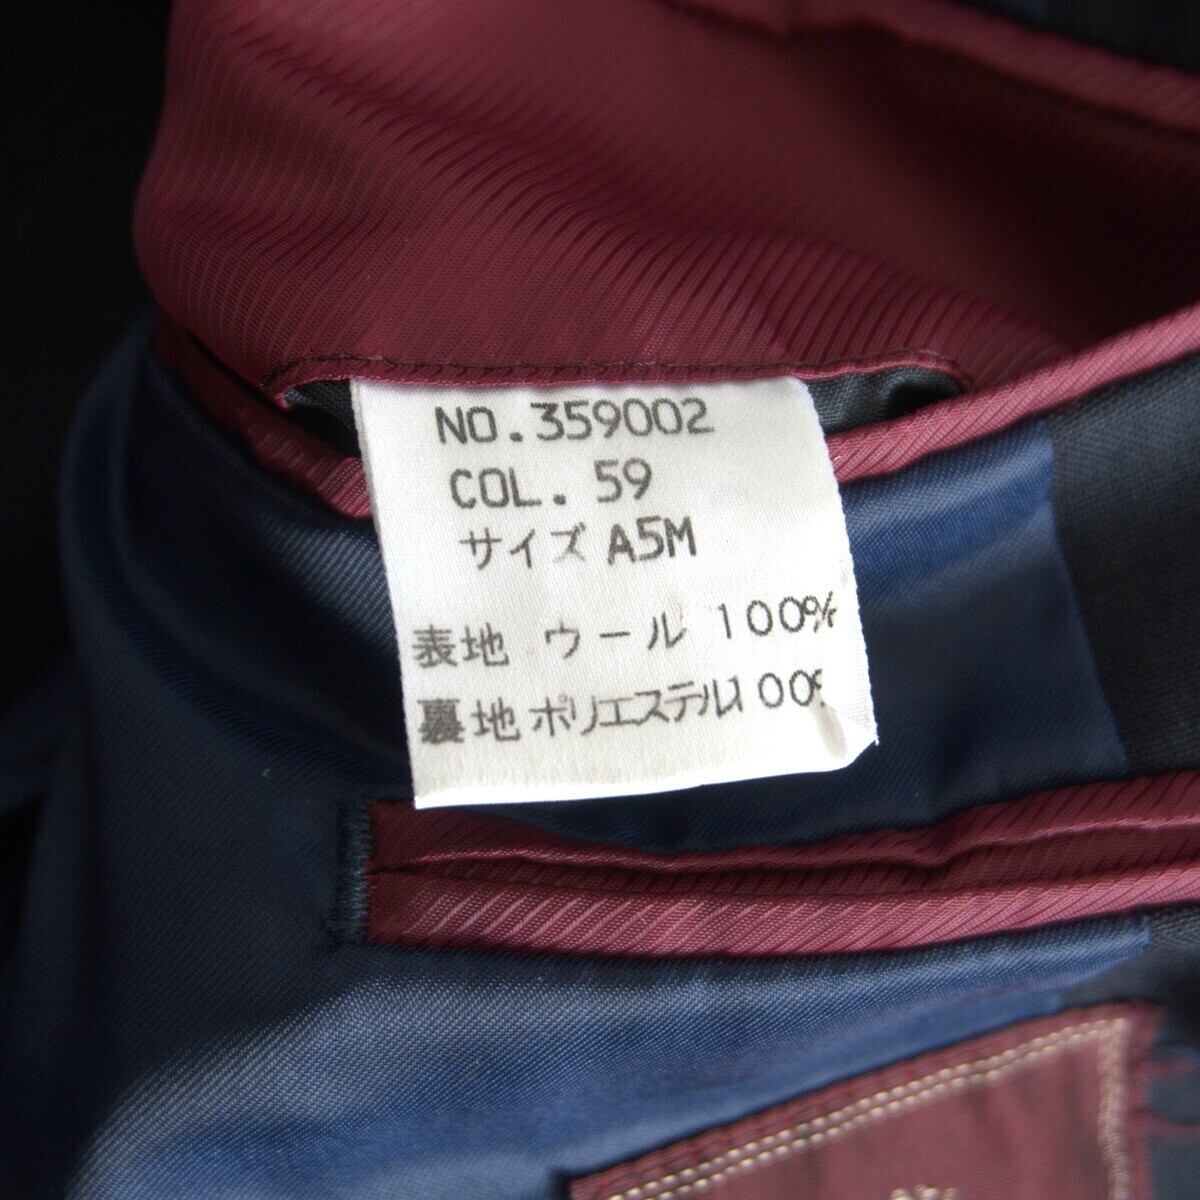 NO.359002
COL. 59
サイズ A5M
表地 ウール 100%
裏地 ポリエステル100%